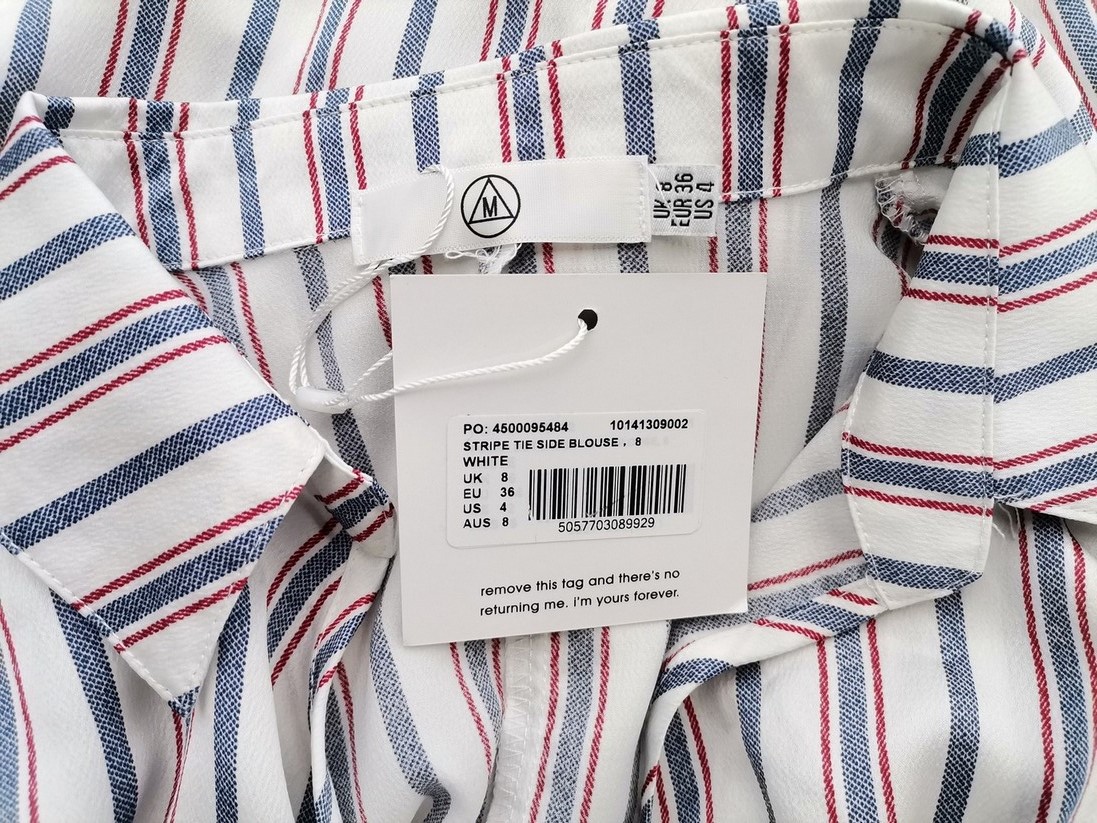 M
UK 8
EUR 36
US 4
PO: 4500095484 10141309002
STRIPE TIE SIDE BLOUSE , 8
WHITE
UK 8
EU 36
US 4
AUS 8
5057703089929
remove this tag and there's no
returning me. i'm yours forever.